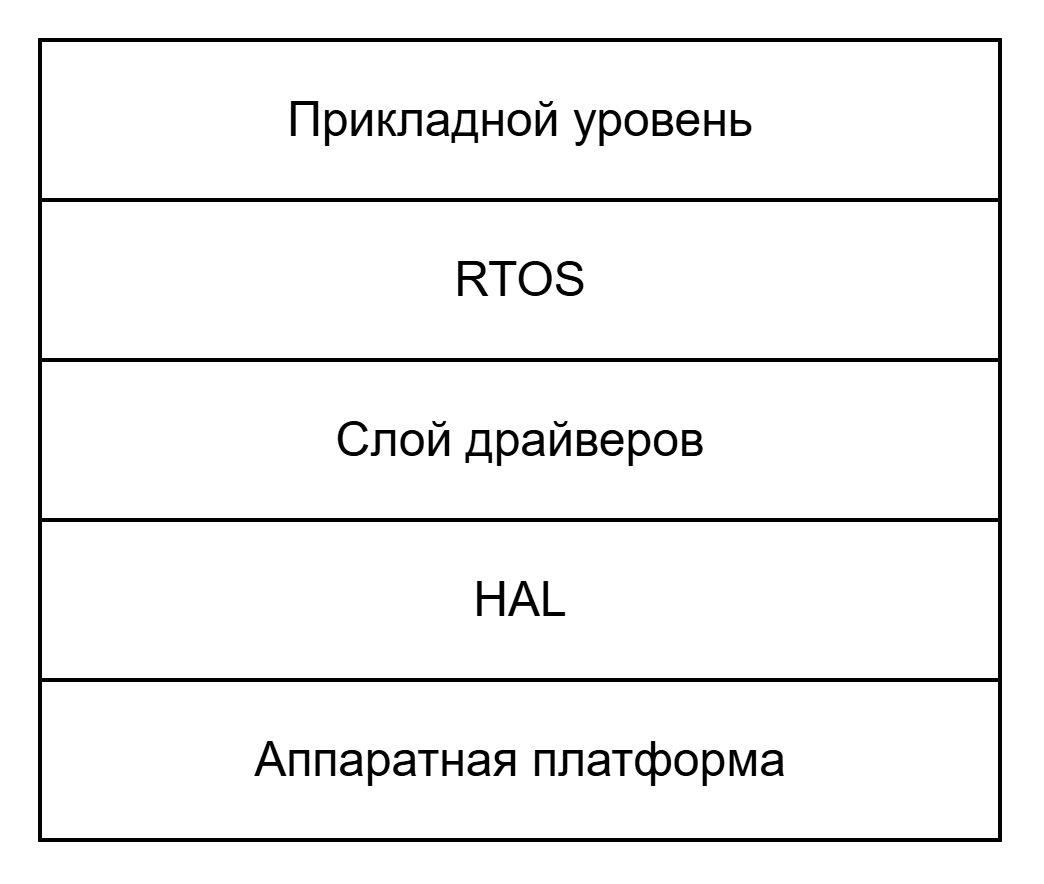 Прикладной уровень
RTOS
Слой драйверов
HAL
Аппаратная платформа